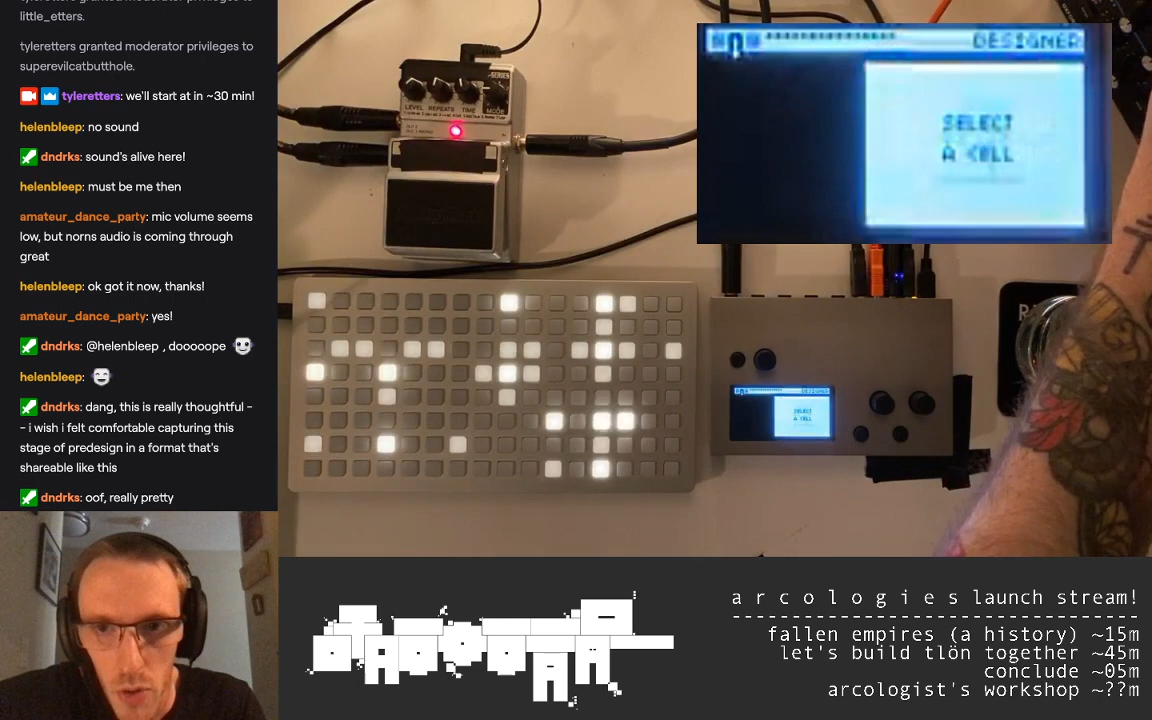 tyleretters granted moderator privileges to
little_etters.
tyleretters granted moderator privileges to
superevilcatbutthole.
tyleretters: we'll start at in ~30 min!
helenbleep: no sound
dndrks: sound's alive here!
helenbleep: must be me then
amateur_dance_party: mic volume seems
low, but norns audio is coming through
great
helenbleep: ok got it now, thanks!
amateur_dance_party: yes!
dndrks: @helenbleep , dooooope
helenbleep:
dndrks: dang, this is really thoughtful -
- i wish i felt comfortable capturing this
stage of predesign in a format that's
shareable like this
dndrks: oof, really pretty
LEVEL REPEATS TIME MODE
DESIGNER
SELECT
A CELL
a r c o l o g i e s launch stream!
----------------------------------
fallen empires (a history) ~15m
let's build tlön together ~45m
conclude ~05m
arcologist's workshop ~??m